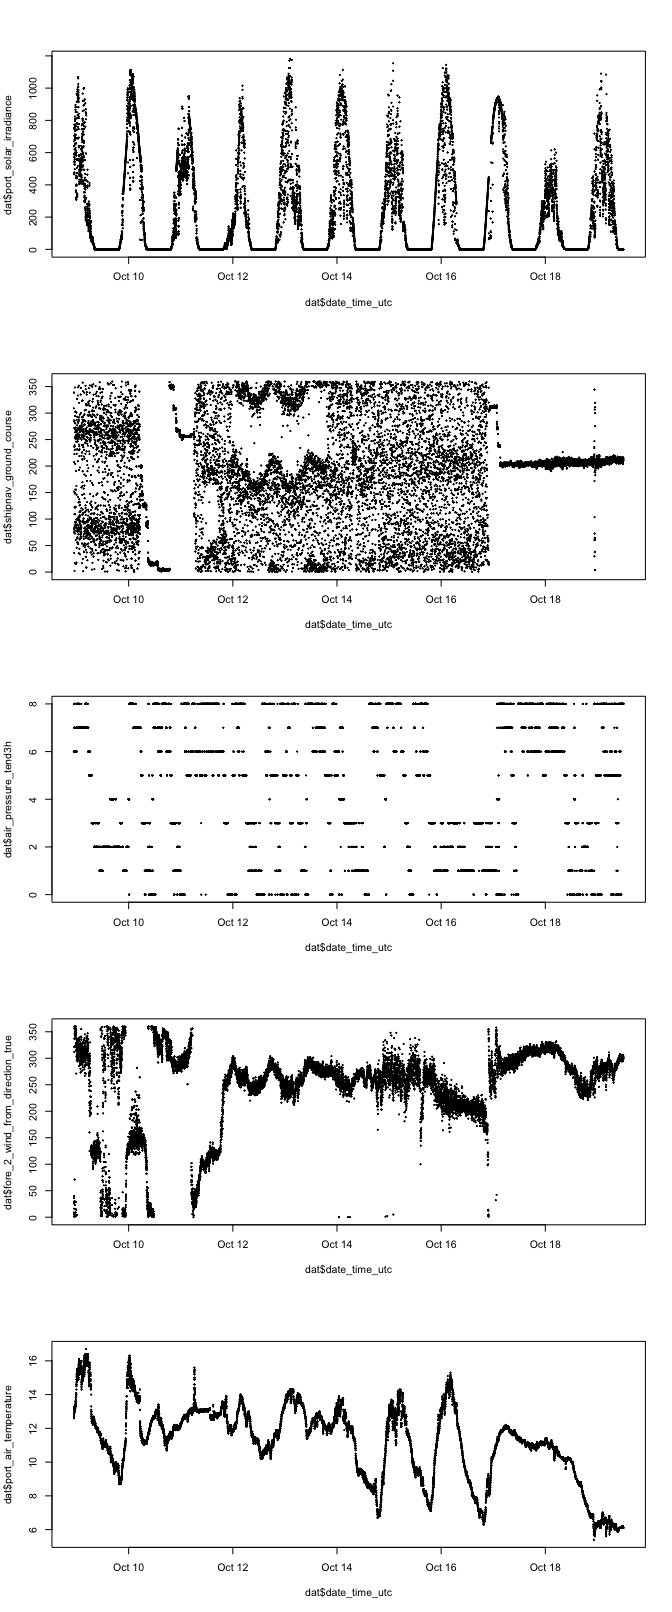 dat$port_solar_irradiance
0 200 400 600 800 1000
Oct 10 Oct 12 Oct 14 Oct 16 Oct 18
dat$date_time_utc
dat$shipnav_ground_course
0 50 100 150 200 250 300 350
Oct 10 Oct 12 Oct 14 Oct 16 Oct 18
dat$date_time_utc
dat$air_pressure_tend3h
0 2 4 6 8
Oct 10 Oct 12 Oct 14 Oct 16 Oct 18
dat$date_time_utc
dat$fore_2_wind_from_direction_true
0 50 100 150 200 250 300 350
Oct 10 Oct 12 Oct 14 Oct 16 Oct 18
dat$date_time_utc
dat$port_air_temperature
6 8 10 12 14 16
Oct 10 Oct 12 Oct 14 Oct 16 Oct 18
dat$date_time_utc